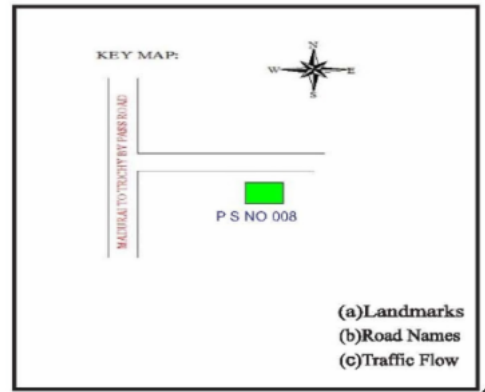 KEY MAP:
N
W E
S
MADURAI TO TRICHY BY PASS ROAD
P S NO 008
(a)Landmarks
(b)Road Names
(c)Traffic Flow